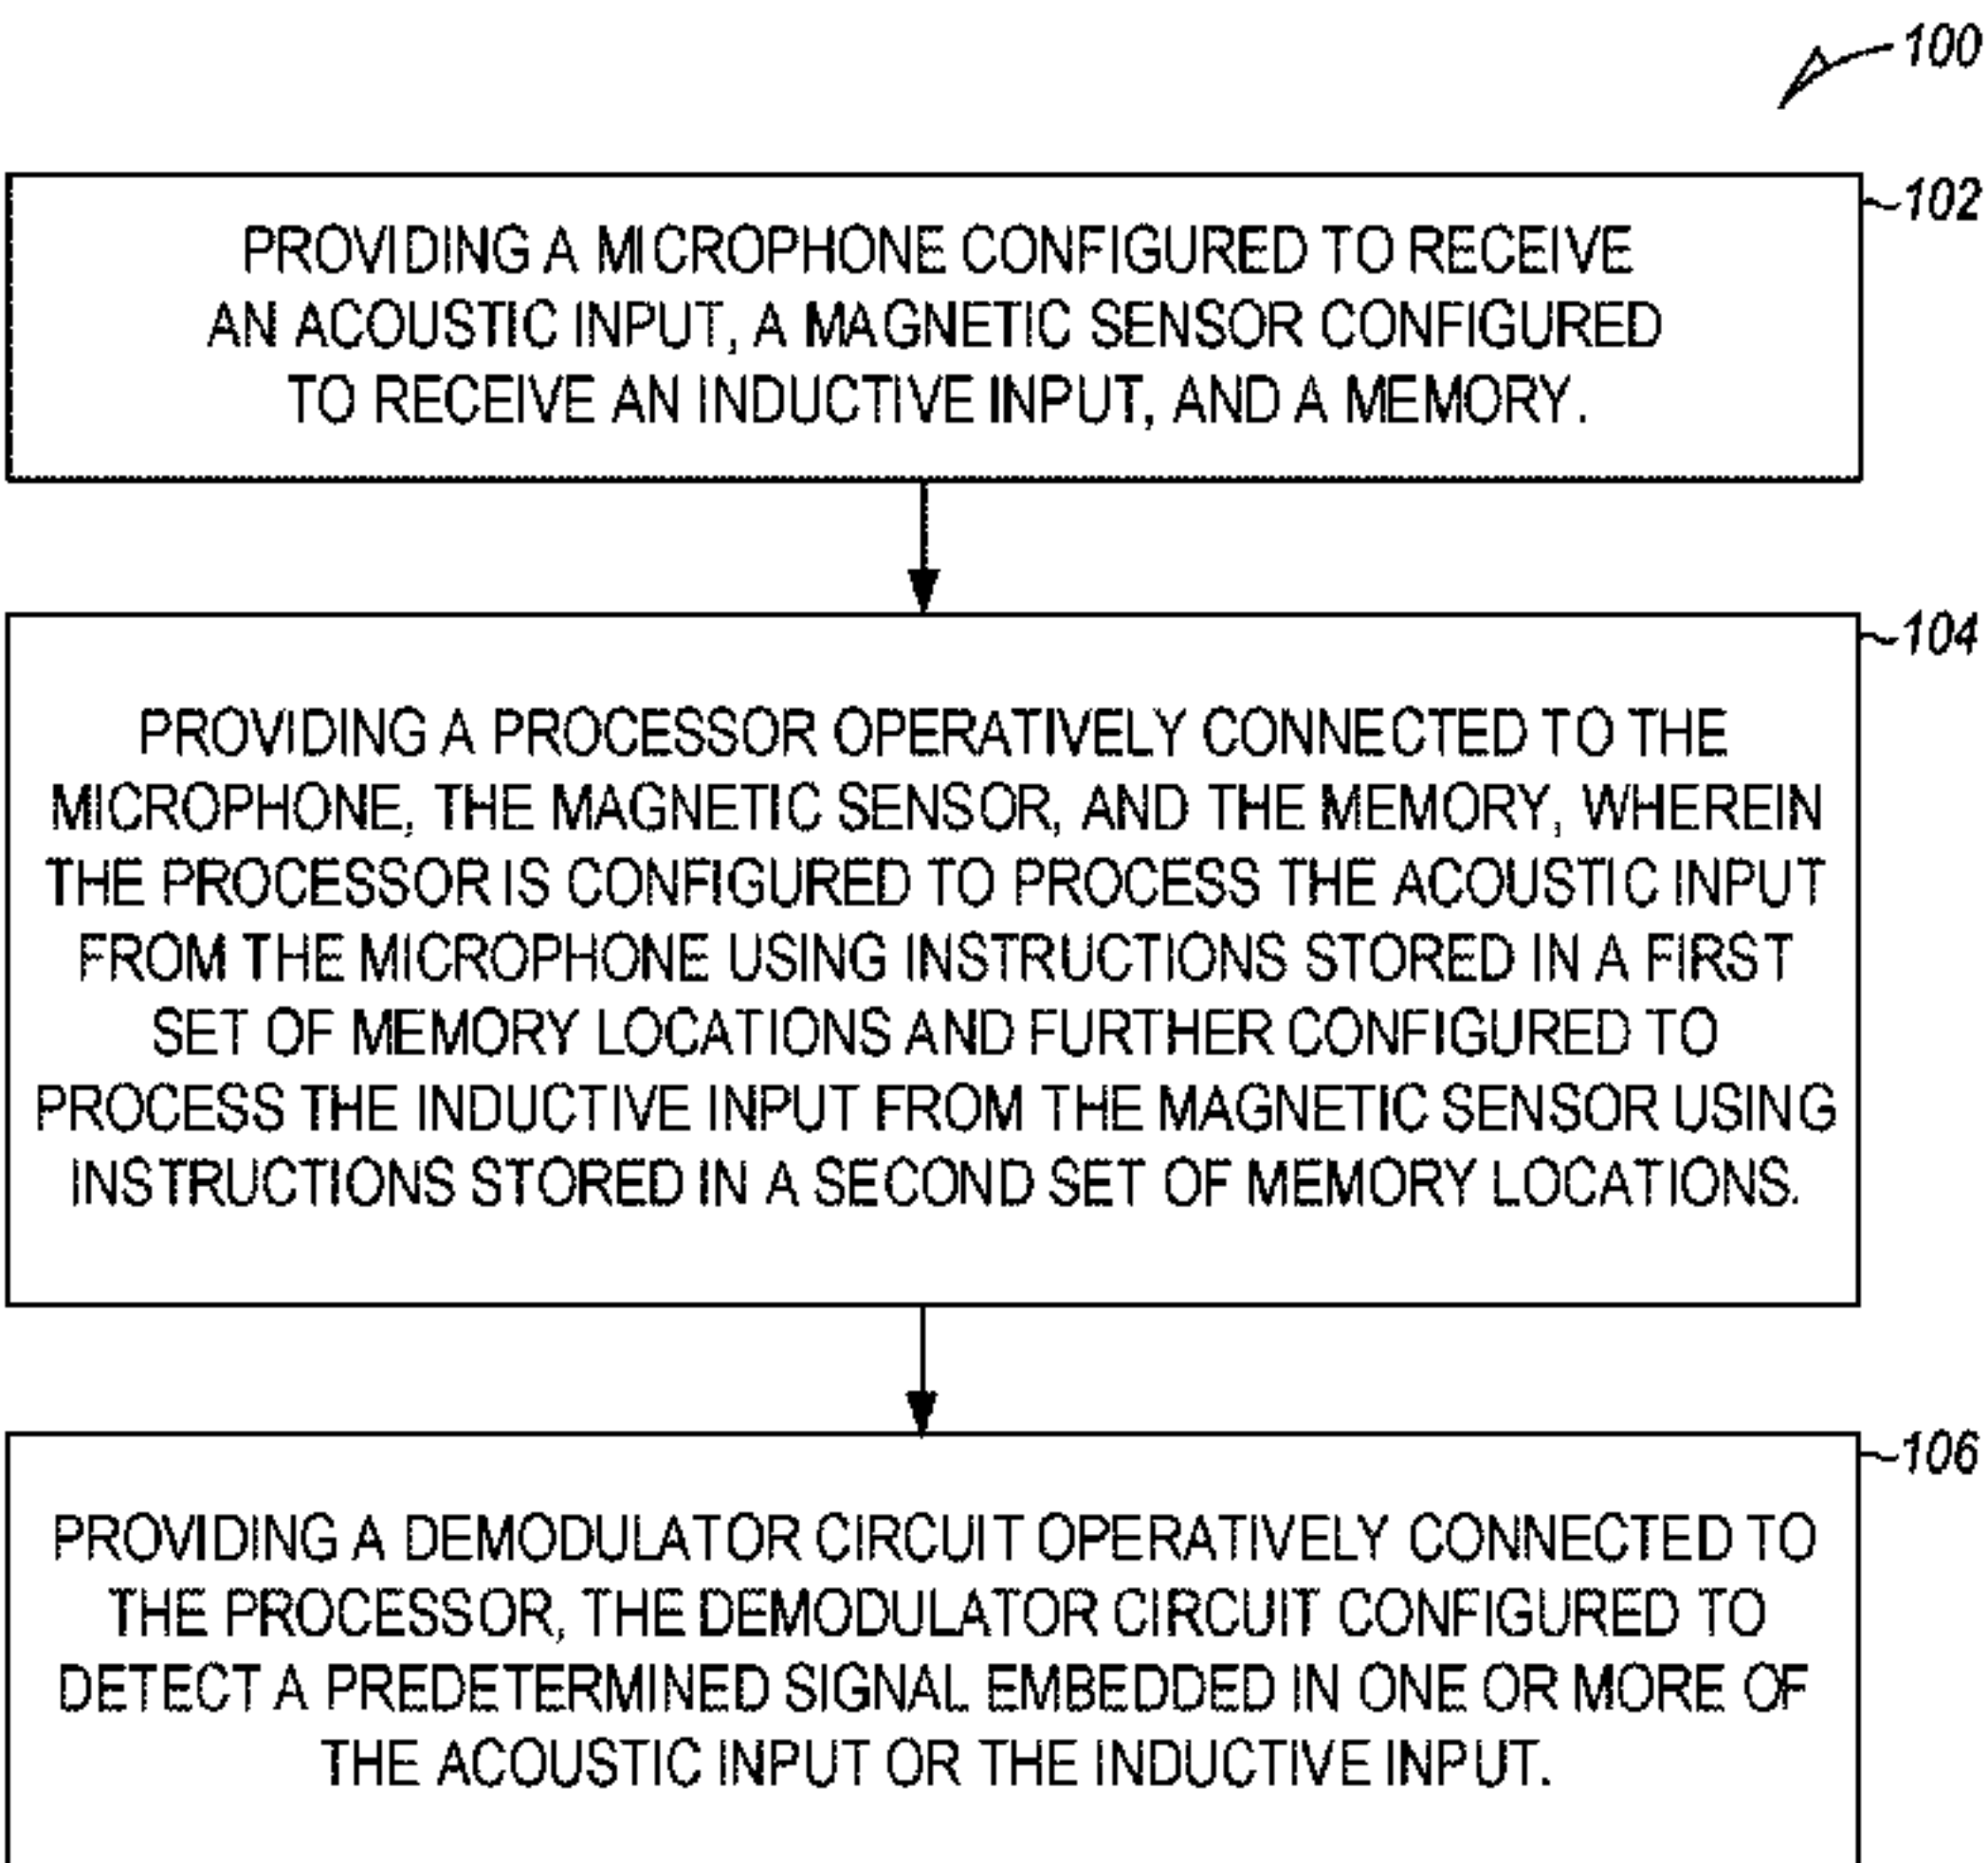 100
102
PROVIDING A MICROPHONE CONFIGURED TO RECEIVE
AN ACOUSTIC INPUT, A MAGNETIC SENSOR CONFIGURED
TO RECEIVE AN INDUCTIVE INPUT, AND A MEMORY.
104
PROVIDING A PROCESSOR OPERATIVELY CONNECTED TO THE
MICROPHONE, THE MAGNETIC SENSOR, AND THE MEMORY, WHEREIN
THE PROCESSOR IS CONFIGURED TO PROCESS THE ACOUSTIC INPUT
FROM THE MICROPHONE USING INSTRUCTIONS STORED IN A FIRST
SET OF MEMORY LOCATIONS AND FURTHER CONFIGURED TO
PROCESS THE INDUCTIVE INPUT FROM THE MAGNETIC SENSOR USING
INSTRUCTIONS STORED IN A SECOND SET OF MEMORY LOCATIONS.
106
PROVIDING A DEMODULATOR CIRCUIT OPERATIVELY CONNECTED TO
THE PROCESSOR, THE DEMODULATOR CIRCUIT CONFIGURED TO
DETECT A PREDETERMINED SIGNAL EMBEDDED IN ONE OR MORE OF
THE ACOUSTIC INPUT OR THE INDUCTIVE INPUT.